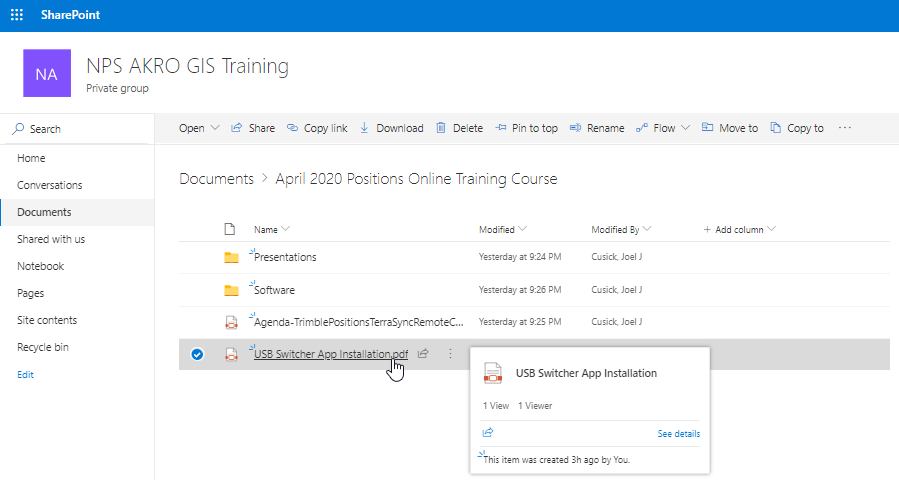 SharePoint
NA
NPS AKRO GIS Training
Private group
Search
Open Share Copy link Download Delete Pin to top Rename Flow Move to Copy to ...
Home
Conversations
Documents
Shared with us
Notebook
Pages
Site contents
Recycle bin
Edit
Documents > April 2020 Positions Online Training Course
Name Modified Modified By + Add column
Presentations Yesterday at 9:24 PM Cusick, Joel J
Software Yesterday at 9:26 PM Cusick, Joel J
Agenda-TrimblePositionsTerraSyncRemoteC... Yesterday at 9:25 PM Cusick, Joel J
USB Switcher App Installation.pdf
USB Switcher App Installation
1 View 1 Viewer
See details
This item was created 3h ago by You.